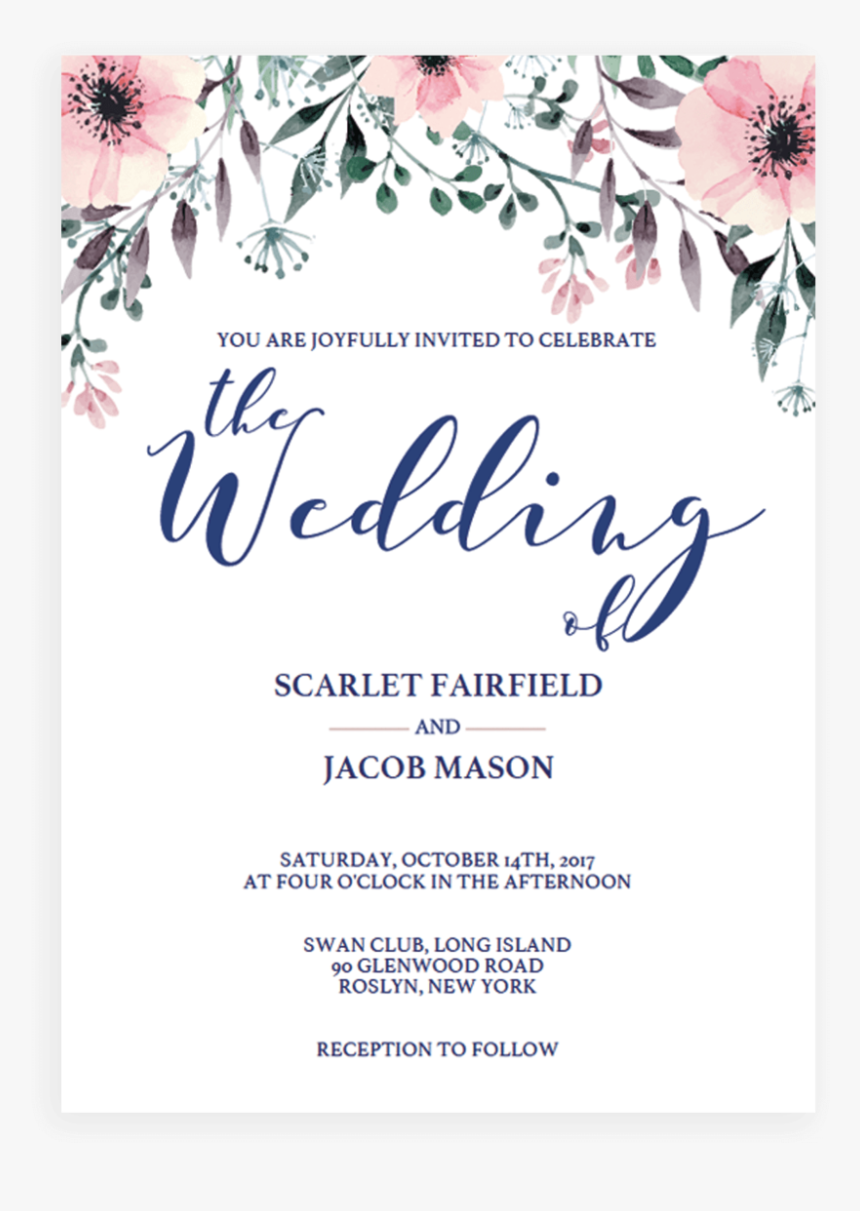 YOU ARE JOYFULLY INVITED TO CELEBRATE
the
Wedding
of
SCARLET FAIRFIELD
AND
JACOB MASON
SATURDAY, OCTOBER 14TH, 2017
AT FOUR O'CLOCK IN THE AFTERNOON
SWAN CLUB, LONG ISLAND
90 GLENWOOD ROAD
ROSLYN, NEW YORK
RECEPTION TO FOLLOW